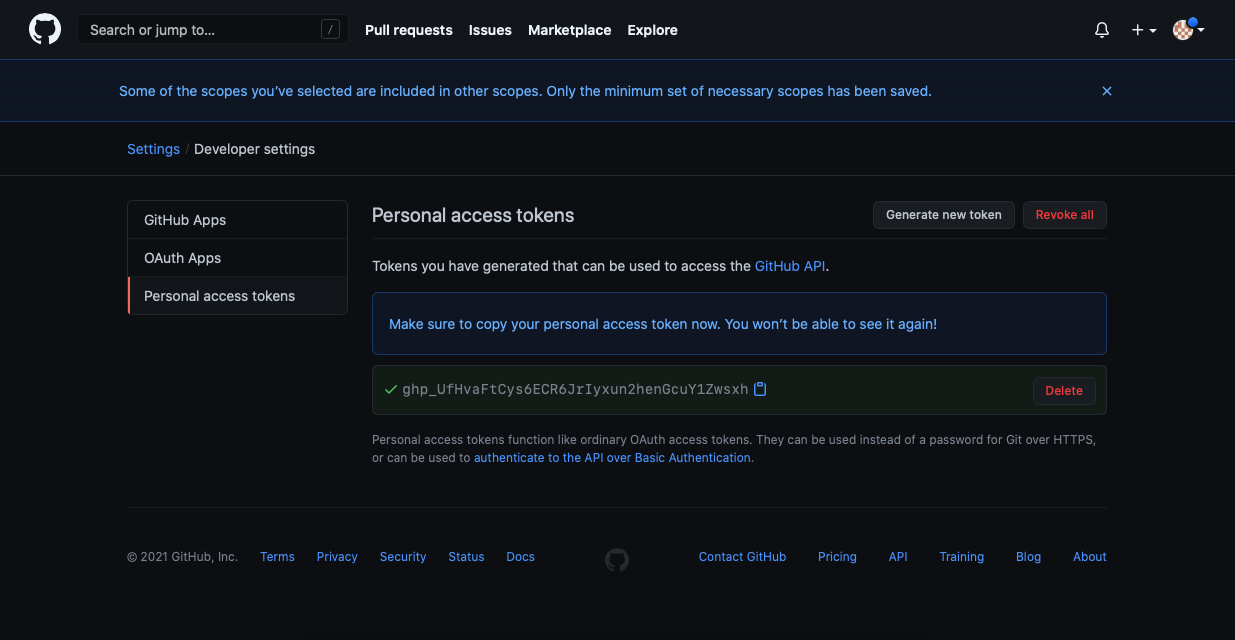 Search or jump to... /
Pull requests
Issues
Marketplace
Explore
Some of the scopes you've selected are included in other scopes. Only the minimum set of necessary scopes has been saved.
Settings / Developer settings
GitHub Apps
OAuth Apps
Personal access tokens
Personal access tokens
Generate new token
Revoke all
Tokens you have generated that can be used to access the GitHub API.
Make sure to copy your personal access token now. You won't be able to see it again!
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
Delete
Personal access tokens function like ordinary OAuth access tokens. They can be used instead of a password for Git over HTTPS,
or can be used to authenticate to the API over Basic Authentication.
© 2021 GitHub, Inc.
Terms
Privacy
Security
Status
Docs
Contact GitHub
Pricing
API
Training
Blog
About